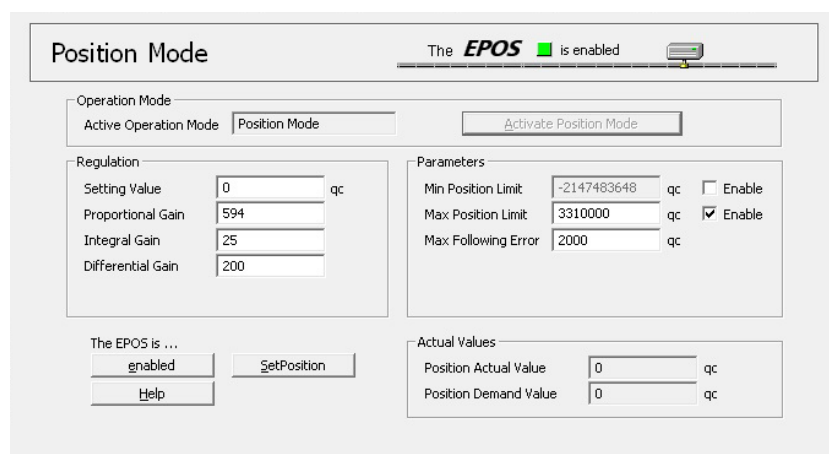 Position Mode
The EPOS is enabled
Operation Mode
Active Operation Mode Position Mode Activate Position Mode
Regulation
Setting Value 0 qc
Proportional Gain 594
Integral Gain 25
Differential Gain 200
Parameters
Min Position Limit -2147483648 qc Enable
Max Position Limit 3310000 qc Enable
Max Following Error 2000 qc
The EPOS is ...
enabled SetPosition
Help
Actual Values
Position Actual Value 0 qc
Position Demand Value 0 qc